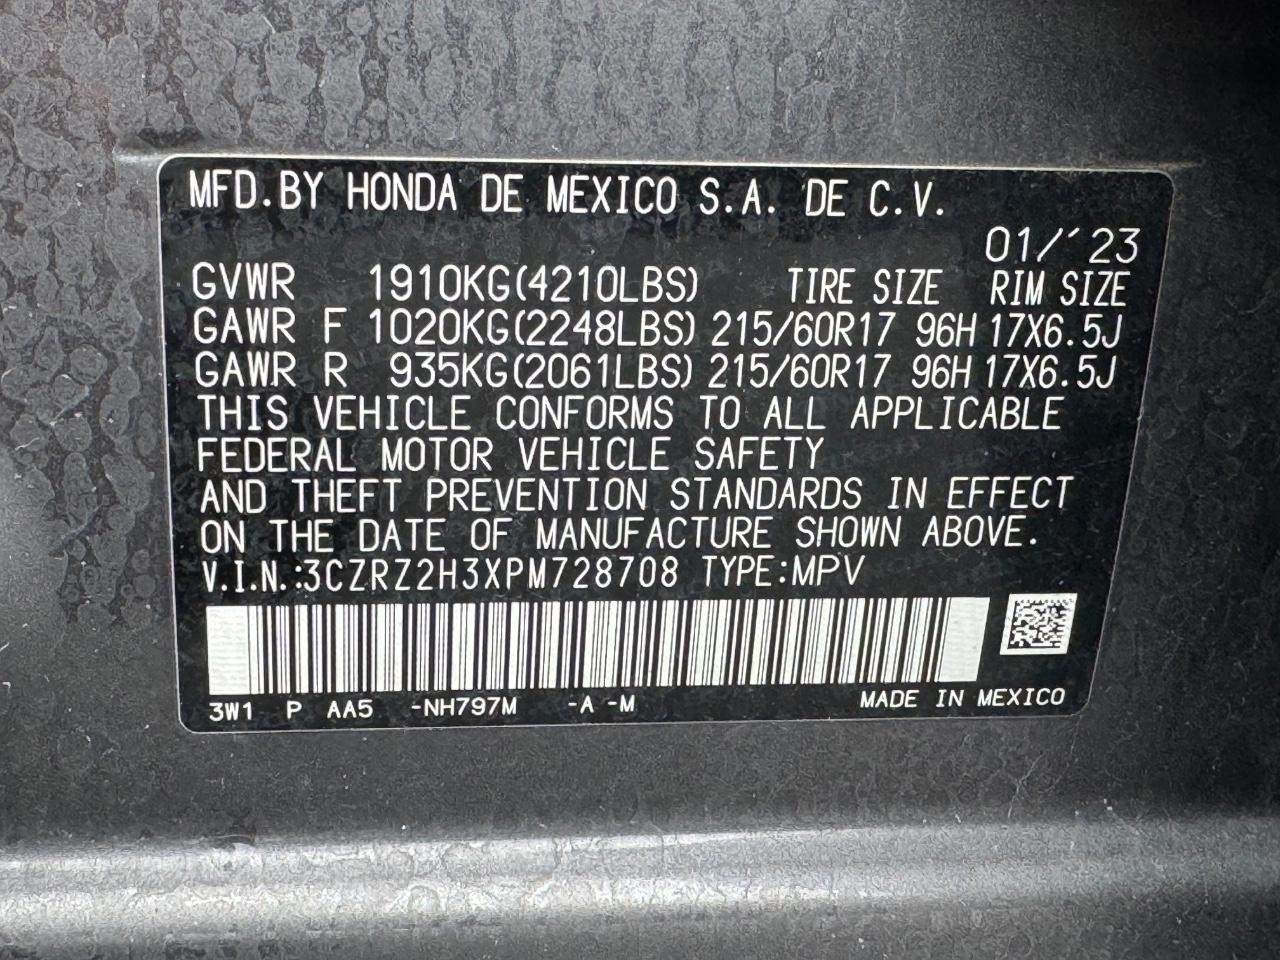 MFD.BY HONDA DE MEXICO S.A. DE C.V.
01/´23
GVWR 1910KG(4210LBS) TIRE SIZE RIM SIZE
GAWR F 1020KG(2248LBS) 215/60R17 96H 17X6.5J
GAWR R 935KG(2061LBS) 215/60R17 96H 17X6.5J
THIS VEHICLE CONFORMS TO ALL APPLICABLE
FEDERAL MOTOR VEHICLE SAFETY
AND THEFT PREVENTION STANDARDS IN EFFECT
ON THE DATE OF MANUFACTURE SHOWN ABOVE.
V.I.N.:3CZRZ2H3XPM728708 TYPE:MPV
3W1 P AA5 -NH797M -A -M MADE IN MEXICO